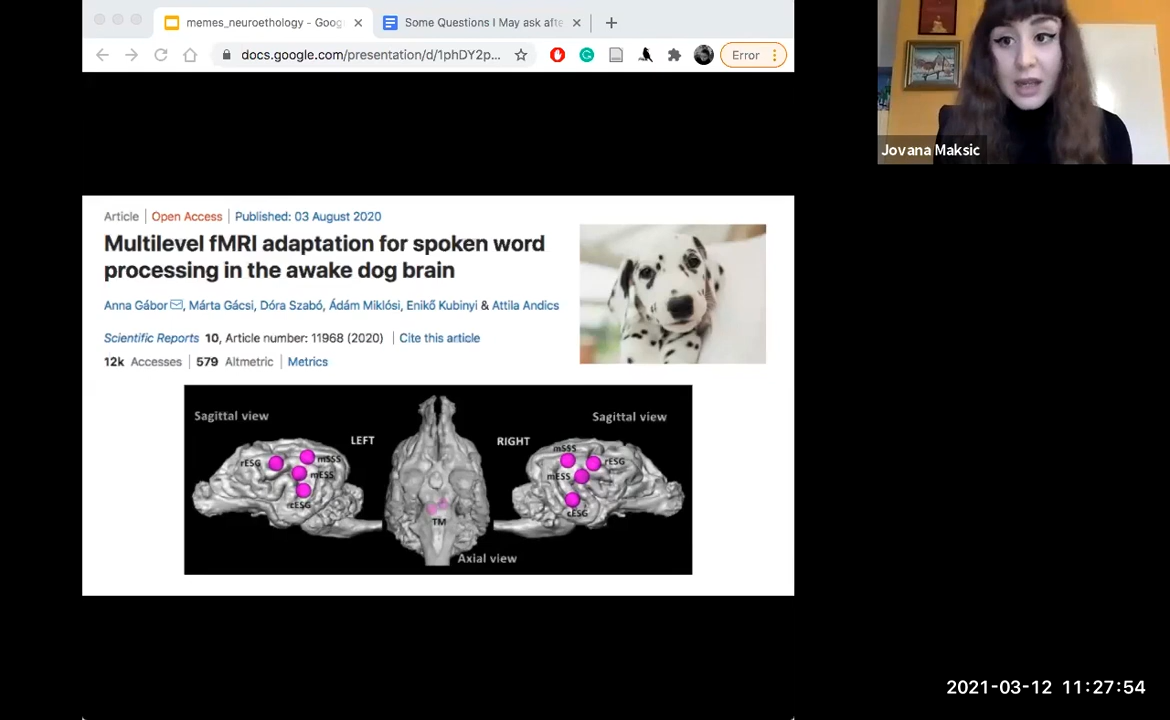 memes_neuroethology - Goog
Some Questions I May ask afte
docs.google.com/presentation/d/1phDY2p...
Error
Jovana Maksic
Article | Open Access | Published: 03 August 2020
Multilevel fMRI adaptation for spoken word
processing in the awake dog brain
Anna Gábor, Márta Gácsi, Dóra Szabó, Ádám Miklósi, Enikő Kubinyi & Attila Andics
Scientific Reports 10, Article number: 11968 (2020) | Cite this article
12k Accesses | 579 Altmetric | Metrics
Sagittal view
Sagittal view
LEFT
RIGHT
rESG
mSSS
mESS
cESG
mSSS
rESG
mESS
cESG
TM
Axial view
2021-03-12 11:27:54